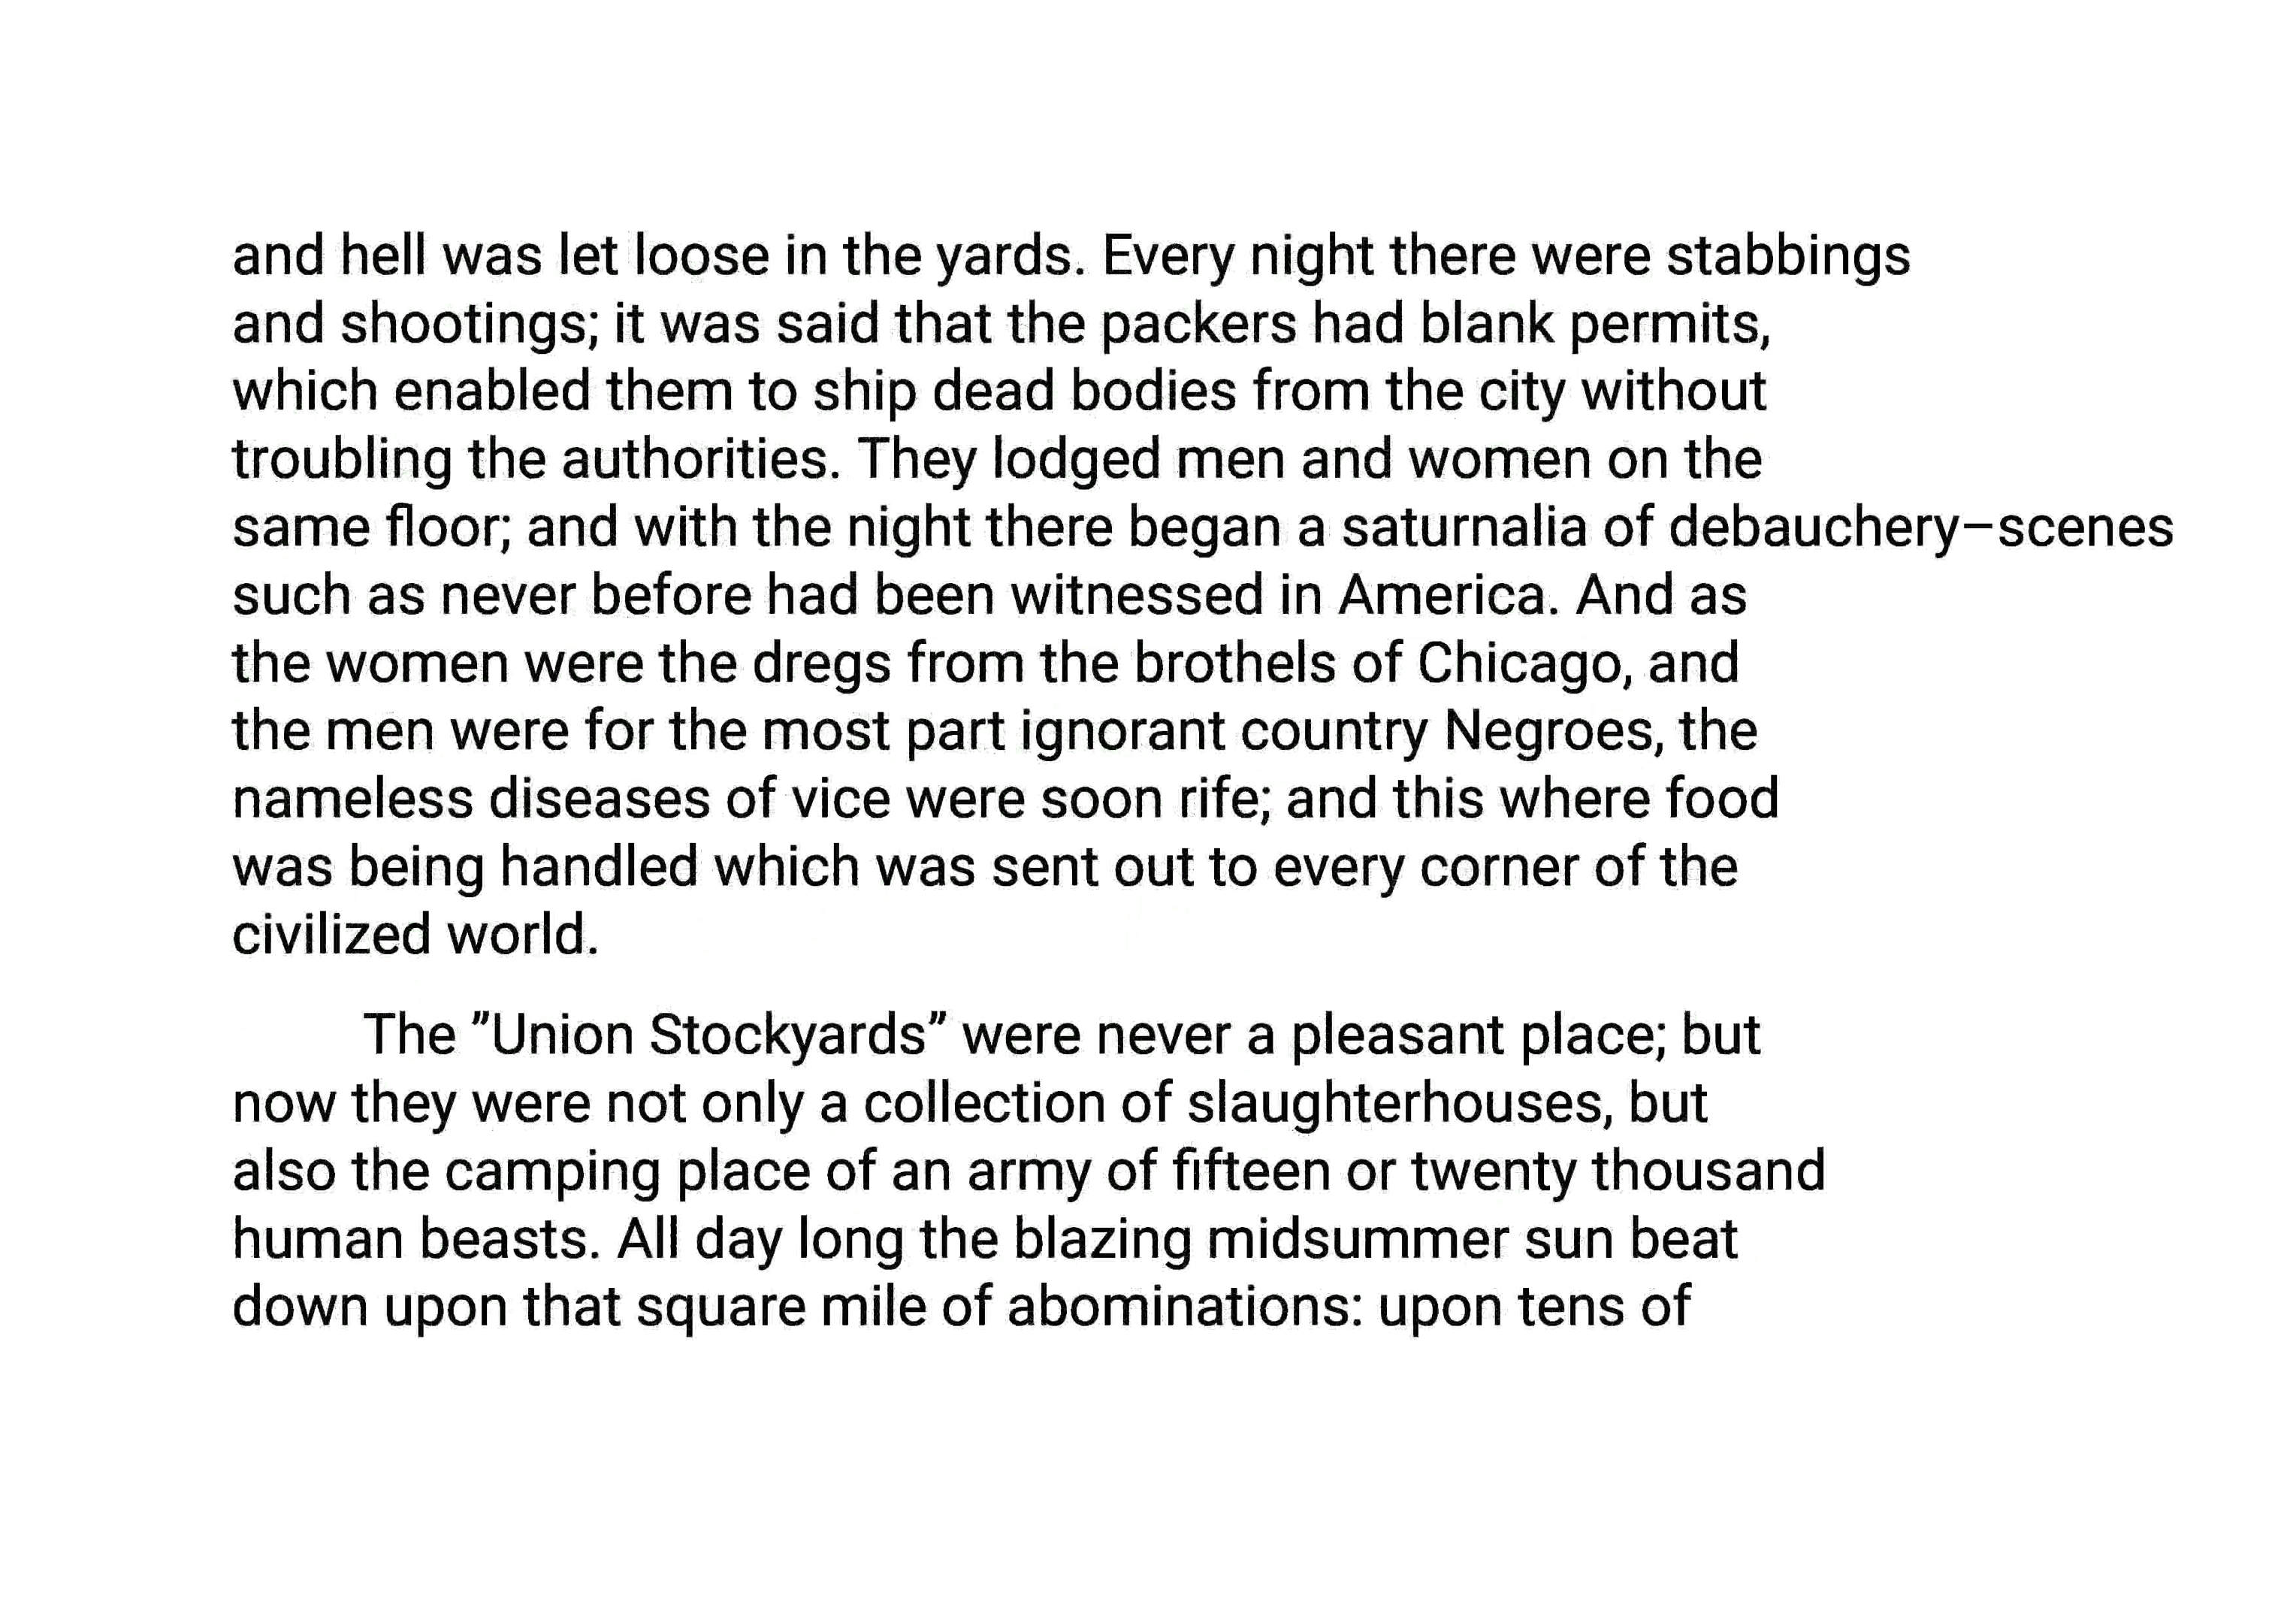 and hell was let loose in the yards. Every night there were stabbings
and shootings; it was said that the packers had blank permits,
which enabled them to ship dead bodies from the city without
troubling the authorities. They lodged men and women on the
same floor; and with the night there began a saturnalia of debauchery–scenes
such as never before had been witnessed in America. And as
the women were the dregs from the brothels of Chicago, and
the men were for the most part ignorant country Negroes, the
nameless diseases of vice were soon rife; and this where food
was being handled which was sent out to every corner of the
civilized world.
The ”Union Stockyards” were never a pleasant place; but
now they were not only a collection of slaughterhouses, but
also the camping place of an army of fifteen or twenty thousand
human beasts. All day long the blazing midsummer sun beat
down upon that square mile of abominations: upon tens of